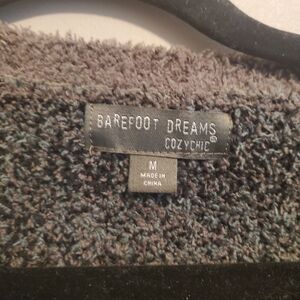 BAREFOOT DREAMS
COZYCHIC®
M
MADE IN
CHINA